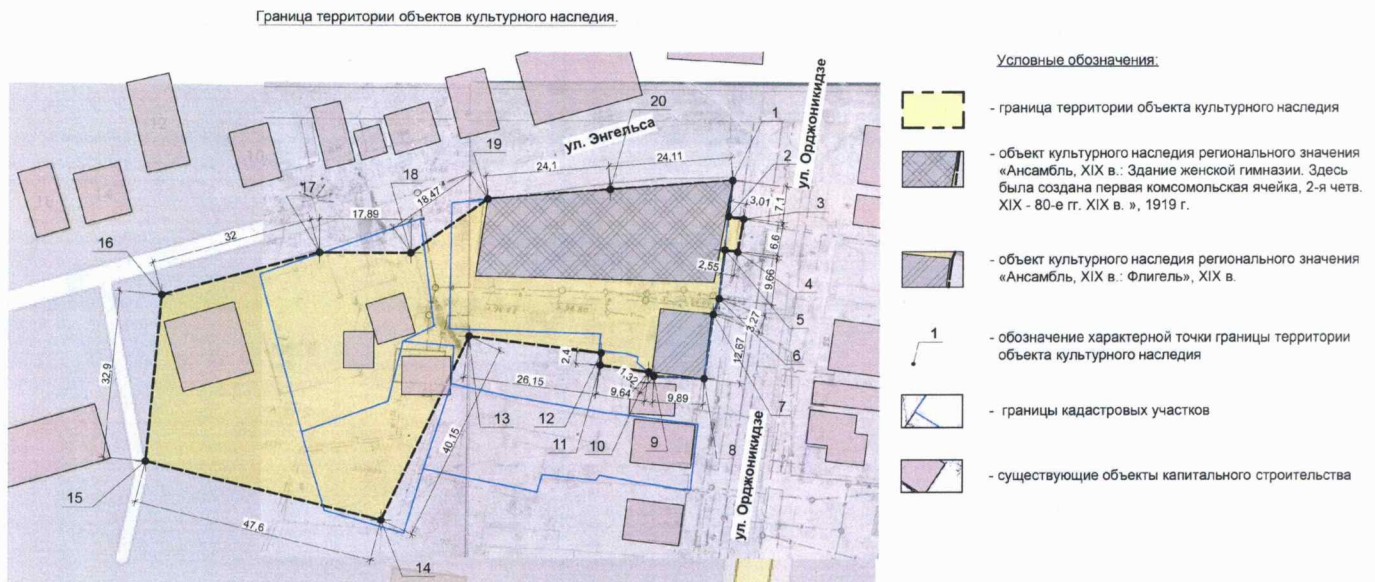 Граница территории объектов культурного наследия.
Условные обозначения:
- граница территории объекта культурного наследия
- объект культурного наследия регионального значения
«Ансамбль, XIX в.: Здание женской гимназии. Здесь
была создана первая комсомольская ячейка, 2-я четв.
XIX - 80-е гг. XIX в. », 1919 г.
- объект культурного наследия регионального значения
«Ансамбль, XIX в.: Флигель», XIX в.
1
- обозначение характерной точки границы территории
объекта культурного наследия
- границы кадастровых участков
- существующие объекты капитального строительства
ул. Энгельса
ул. Орджоникидзе
ул. Орджоникидзе
20
1
19
2
18
17
3
16
4
5
6
7
8
9
10
11
12
13
14
15
24,1
24,11
18,47
17,89
32
32,9
47,6
40,15
26,15
2,4
9,64
1,32
9,89
12,67
3,27
9,66
2,55
6,6
3,01
7,1